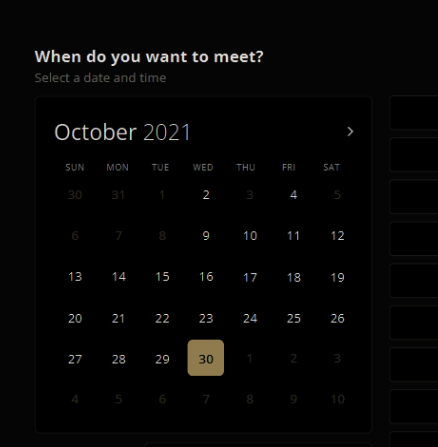 When do you want to meet?
Select a date and time
October 2021
SUN MON TUE WED THU FRI SAT
30 31 1 2 3 4 5
6 7 8 9 10 11 12
13 14 15 16 17 18 19
20 21 22 23 24 25 26
27 28 29 30 1 2 3
4 5 6 7 8 9 10